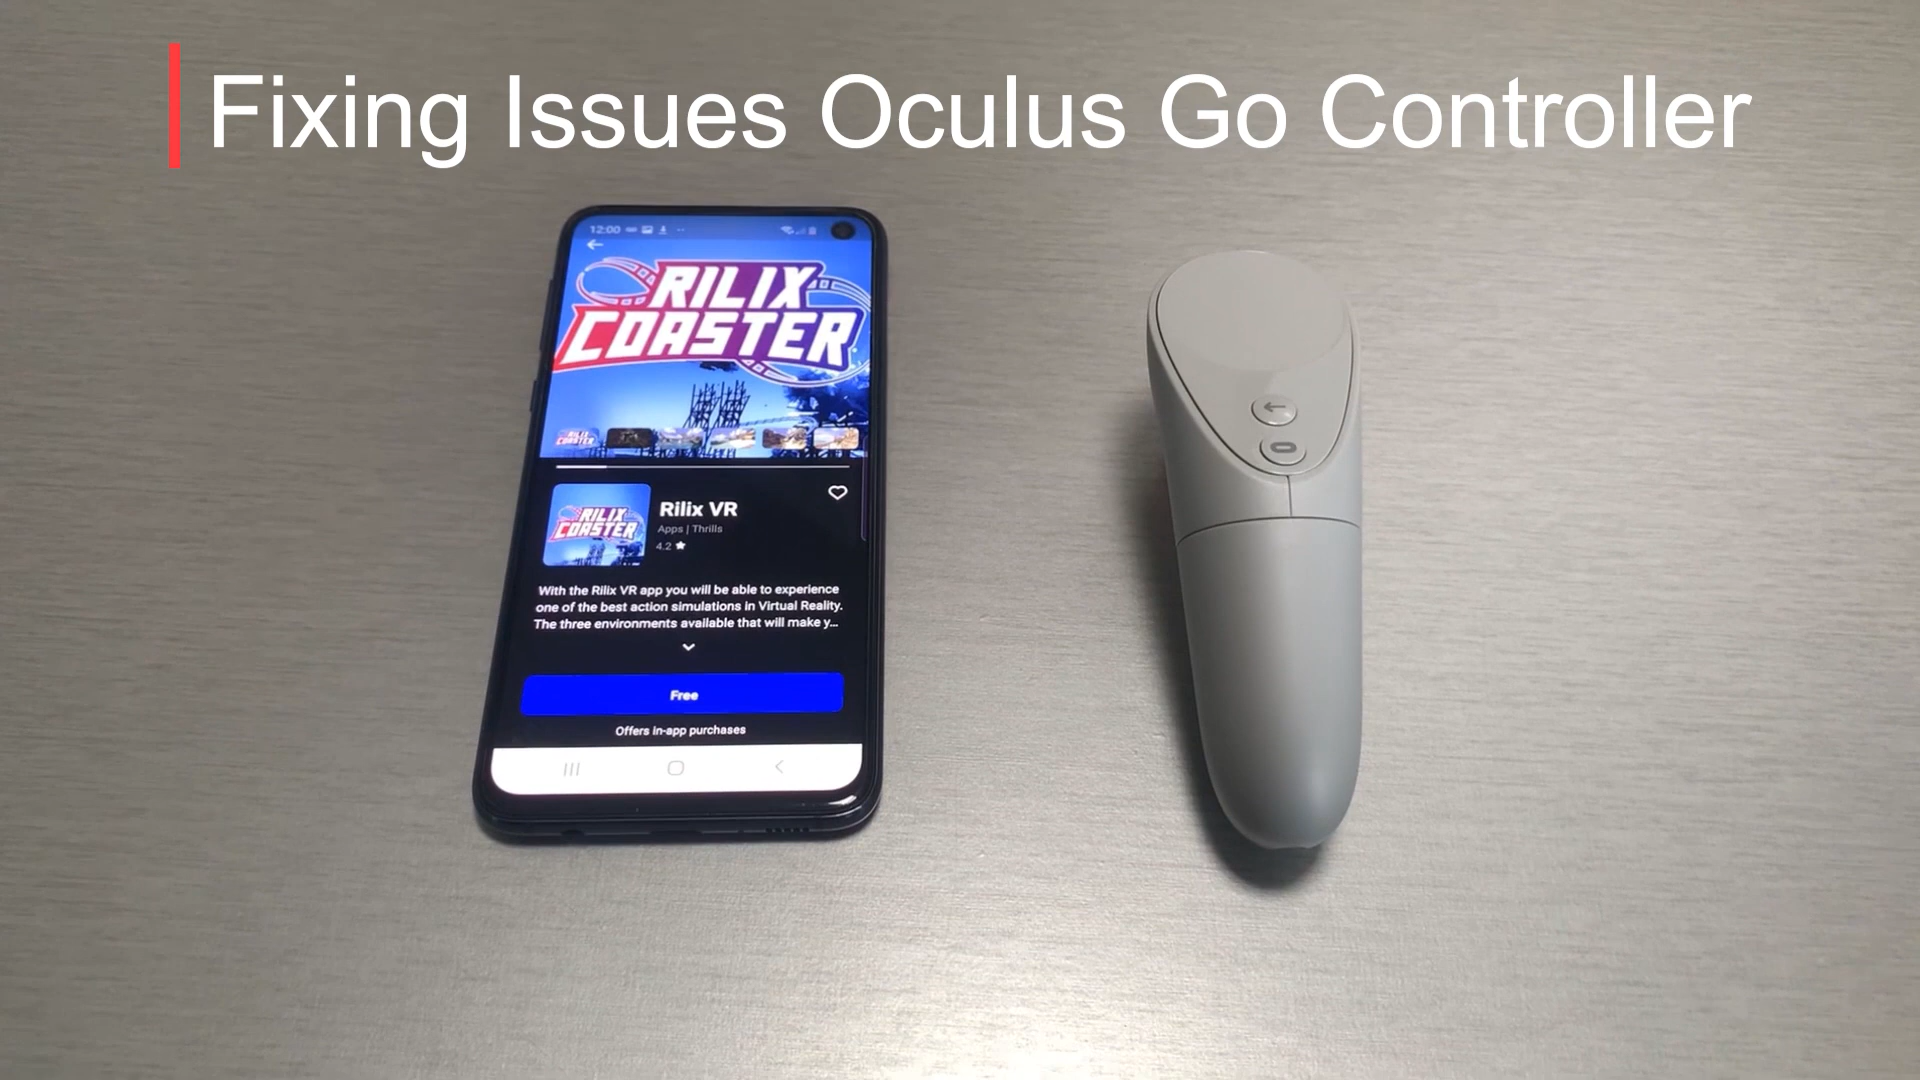 Fixing Issues Oculus Go Controller
12:00
RILIX
COASTER
RILIX
COASTER
RILIX
COASTER
Rilix VR
Apps | Thrills
4.2
With the Rilix VR app you will be able to experience
one of the best action simulations in Virtual Reality.
The three environments available that will make y...
Free
Offers in-app purchases